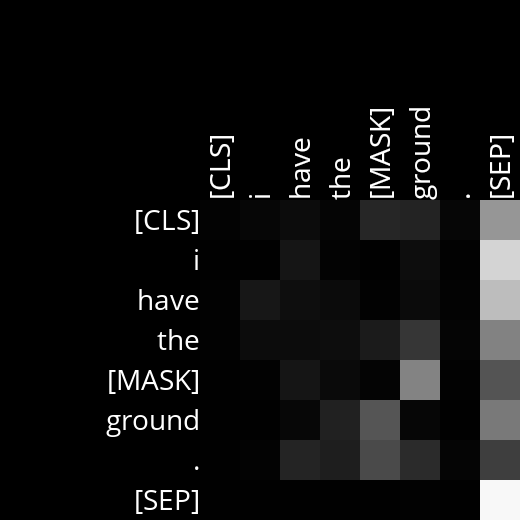 [CLS] i have the [MASK] ground . [SEP]
[CLS]
i
have
the
[MASK]
ground
.
[SEP]